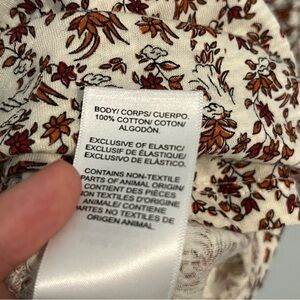 BODY/ CORPS/ CUERPO.
100% COTTON/ COTON/
ALGODÓN.
EXCLUSIVE OF ELASTIC/
EXCLUSIF DE ÉLASTIQUE/
EXCLUSIVO DE ELÁSTICO.
CONTAINS NON-TEXTILE
PARTS OF ANIMAL ORIGIN/
CONTIENT DES PIÈCES
NON TEXTILES D'ORIGINE
ANIMALE/ CONTIENE
PARTES NO TEXTILES DE
ORIGEN ANIMAL.